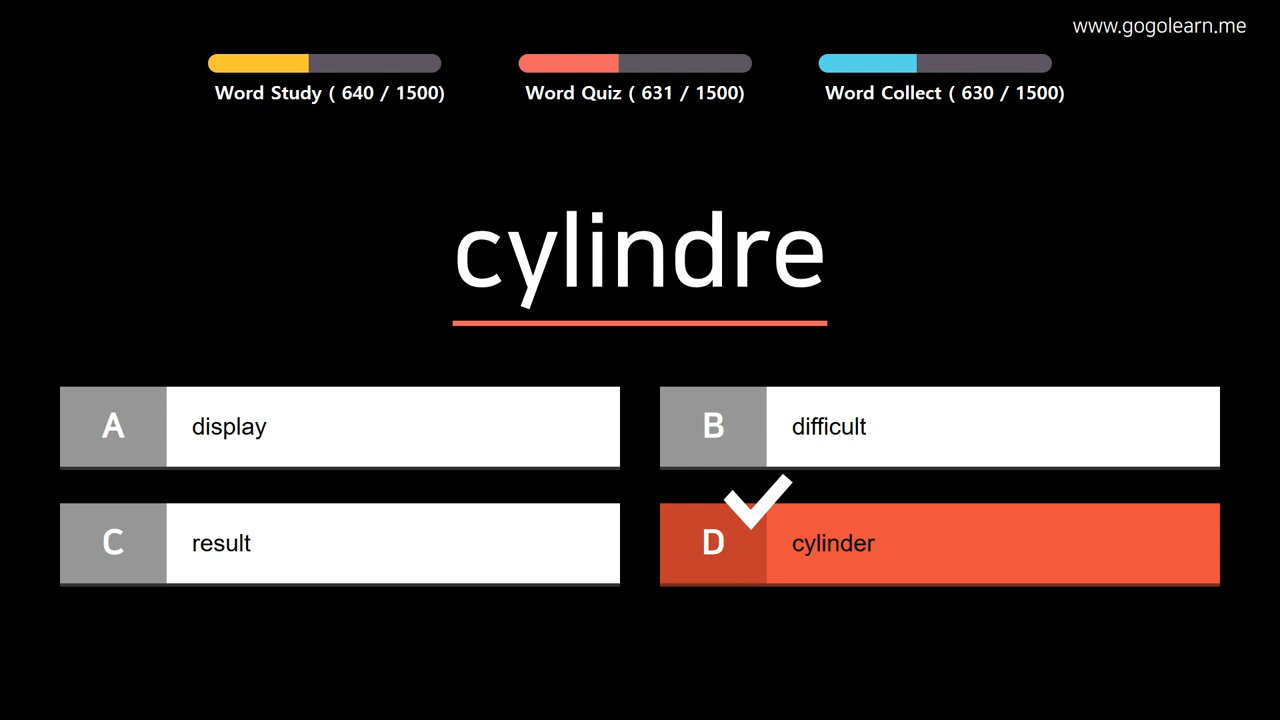 www.gogolearn.me
Word Study ( 640 / 1500)
Word Quiz ( 631 / 1500)
Word Collect ( 630 / 1500)
cylindre
A display
B difficult
C result
D cylinder